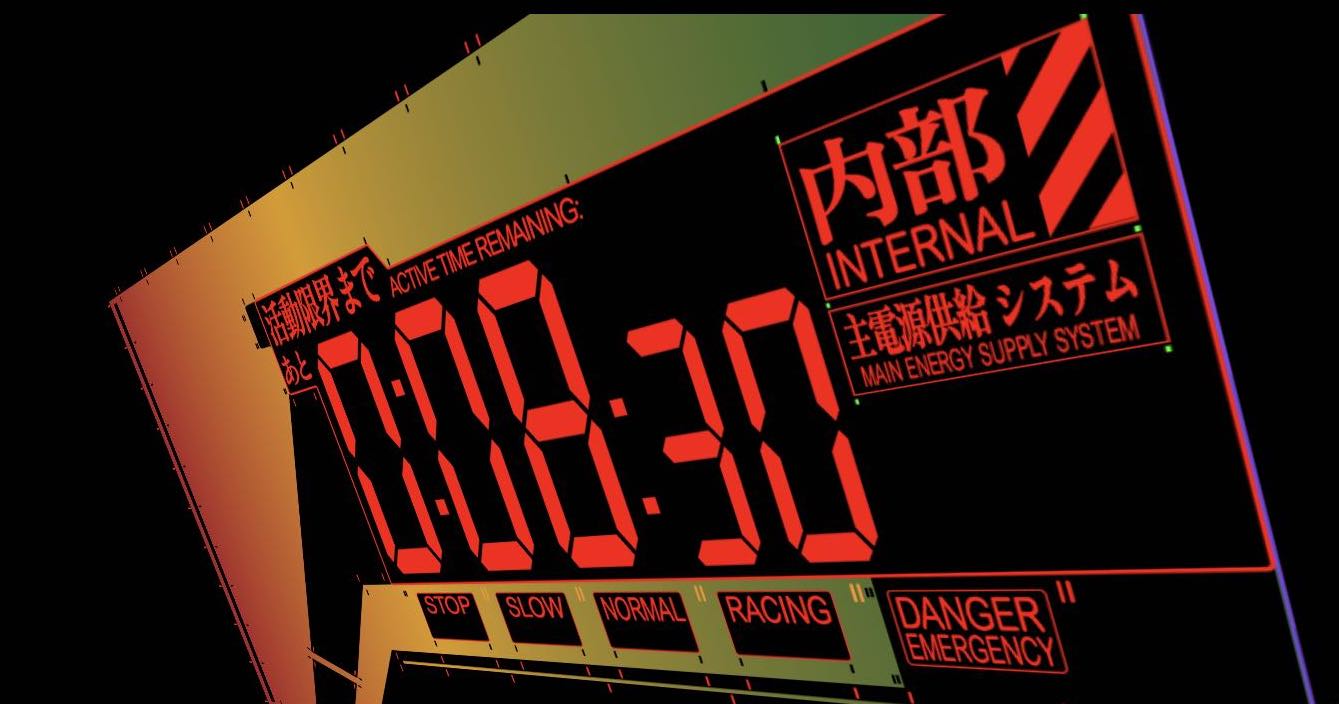 内部
INTERNAL
主電源供給システム
MAIN ENERGY SUPPLY SYSTEM
活動限界まで
ACTIVE TIME REMAINING:
あと
0:08:30
STOP
SLOW
NORMAL
RACING
DANGER
EMERGENCY